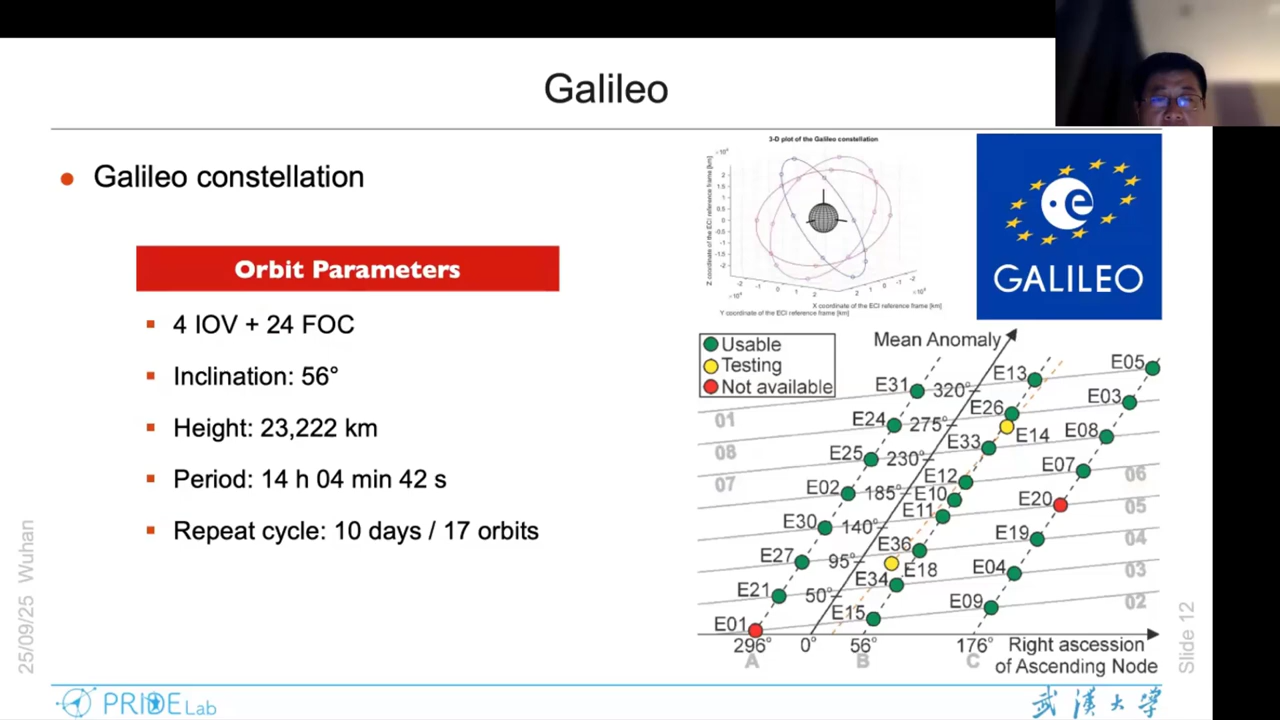 Galileo
Galileo constellation
Orbit Parameters
4 IOV + 24 FOC
Inclination: 56°
Height: 23,222 km
Period: 14 h 04 min 42 s
Repeat cycle: 10 days / 17 orbits
3-D plot of the Galileo constellation
Z coordinate of the ECI reference frame [km]
X coordinate of the ECI reference frame [km]
Y coordinate of the ECI reference frame [km]
GALILEO
Usable
Testing
Not available
Mean Anomaly
E05
E13
E31
320°
E03
E26
01
E24
275°
E14
E08
E33
08
E25
230°
E07
06
E12
07
E02
185°
E10
E20
05
E11
E30
140°
E19
04
E36
E27
95°
E18
E04
03
E34
E21
50°
E09
02
E15
E01
296°
0°
56°
176°
Right ascension
of Ascending Node
A
B
C
25/09/25 Wuhan
Slide 12
PRIDE Lab
武漢大学